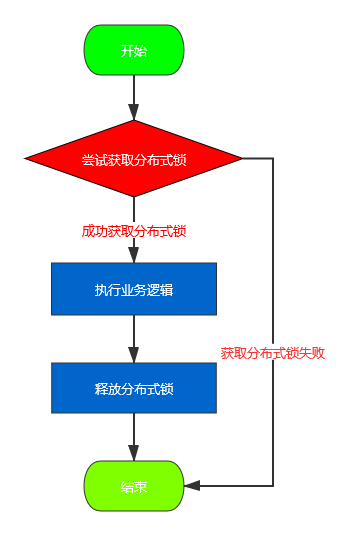 开始
尝试获取分布式锁
成功获取分布式锁
执行业务逻辑
获取分布式锁失败
释放分布式锁
结束